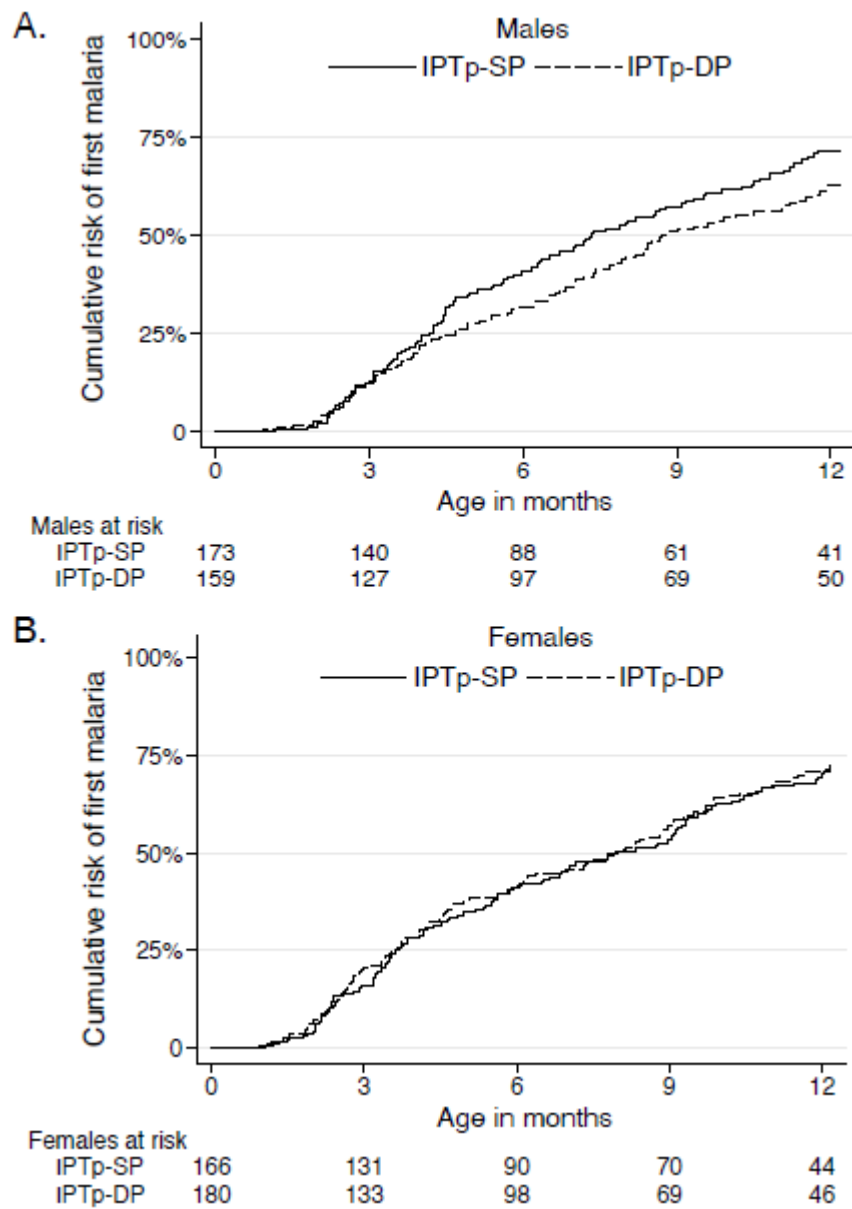 A.
Males
IPTp-SP IPTp-DP
Cumulative risk of first malaria
100%
75%
50%
25%
0
0 3 6 9 12
Age in months
Males at risk
IPTp-SP 173 140 88 61 41
IPTp-DP 159 127 97 69 50
B.
Females
IPTp-SP IPTp-DP
Cumulative risk of first malaria
100%
75%
50%
25%
0
0 3 6 9 12
Age in months
Females at risk
IPTp-SP 166 131 90 70 44
IPTp-DP 180 133 98 69 46